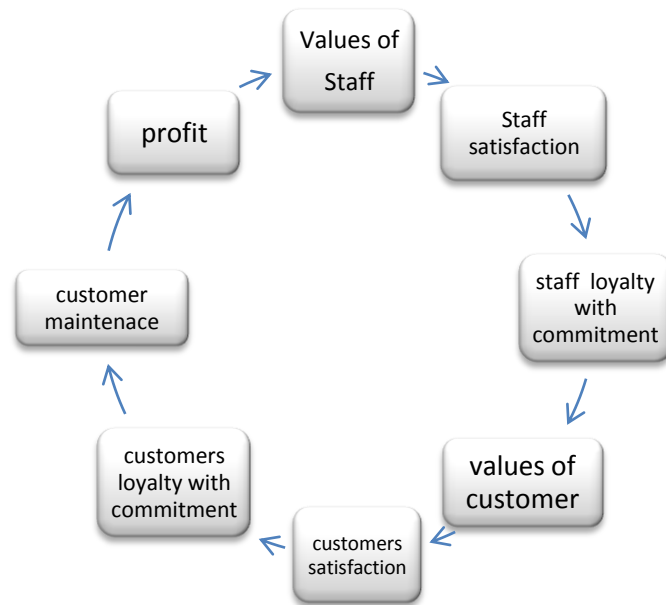 Values of
Staff
Staff
satisfaction
staff loyalty
with
commitment
values of
customer
customers
satisfaction
customers
loyalty with
commitment
customer
maintenace
profit